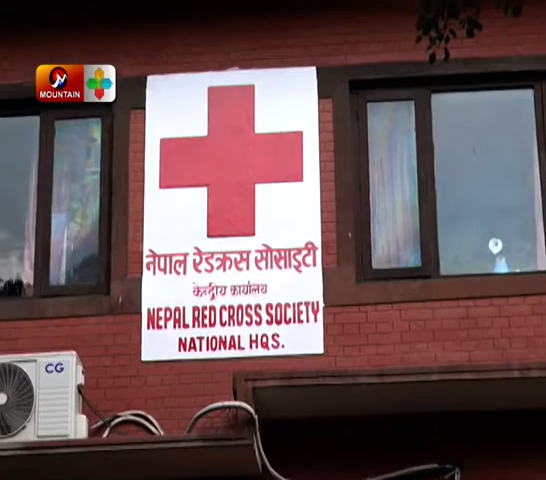 MOUNTAIN
नेपाल रेडक्रस सोसाइटी
केन्द्रीय कार्यालय
NEPAL RED CROSS SOCIETY
NATIONAL HQS.
CG